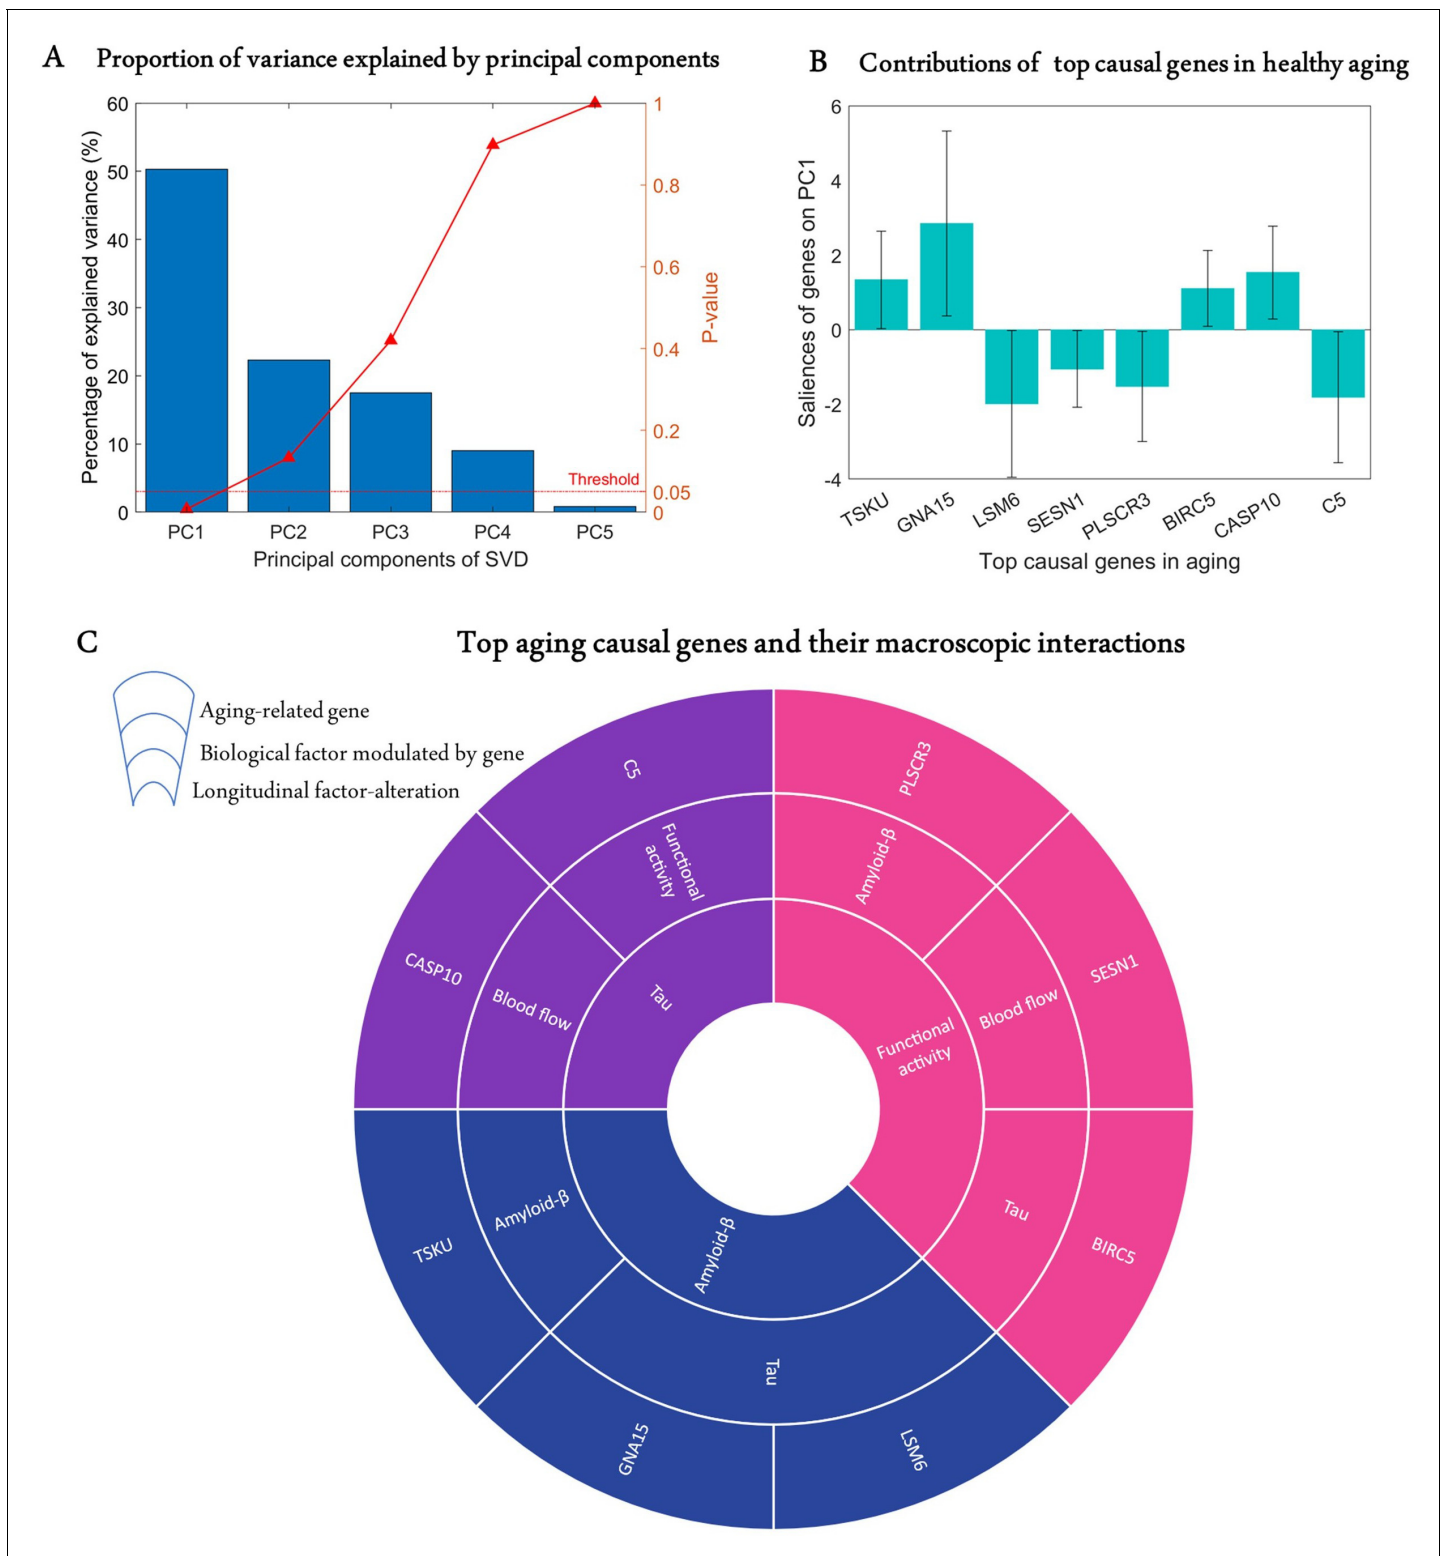 A Proportion of variance explained by principal components
60
50
40
30
20
10
0
Percentage of explained variance (%)
1
0.8
0.6
0.4
0.2
0.05
0
P-value
Threshold
PC1 PC2 PC3 PC4 PC5
Principal components of SVD
B Contributions of top causal genes in healthy aging
6
4
2
0
-2
-4
Saliences of genes on PC1
TSKU GNA15 LSM6 SESN1 PLSCR3 BIRC5 CASP10 C5
Top causal genes in aging
C Top aging causal genes and their macroscopic interactions
Aging-related gene
Biological factor modulated by gene
Longitudinal factor-alteration
C5
PLSCR3
Functional
activity
Amyloid-β
CASP10
SESN1
Blood flow
Tau
Functional
activity
Blood flow
TSKU
Amyloid-β
Amyloid-β
Tau
BIRC5
Tau
GNA15
LSM6